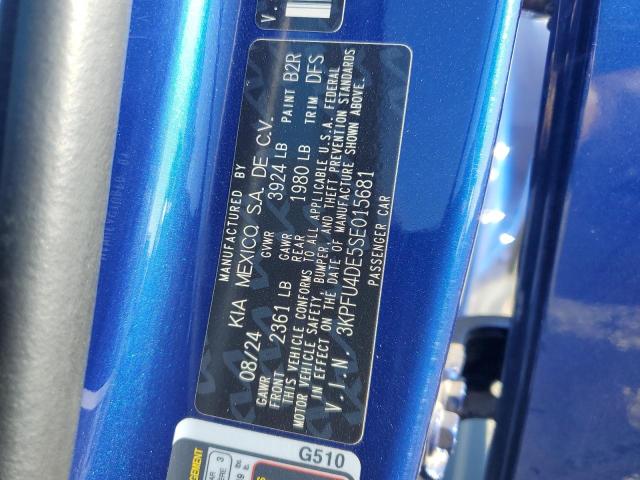 MANUFACTURED BY
08/24 KIA MEXICO, S.A. DE C.V.
GAWR GVWR 3924 LB PAINT B2R
FRONT 2361 LB GAWR REAR 1980 LB TRIM DFS
THIS VEHICLE CONFORMS TO ALL APPLICABLE U.S.A. FEDERAL
MOTOR VEHICLE SAFETY, BUMPER, AND THEFT PREVENTION STANDARDS
IN EFFECT ON THE DATE OF MANUFACTURE SHOWN ABOVE.
V.I.N. 3KPFU4DE5SE015681
PASSENGER CAR
G510